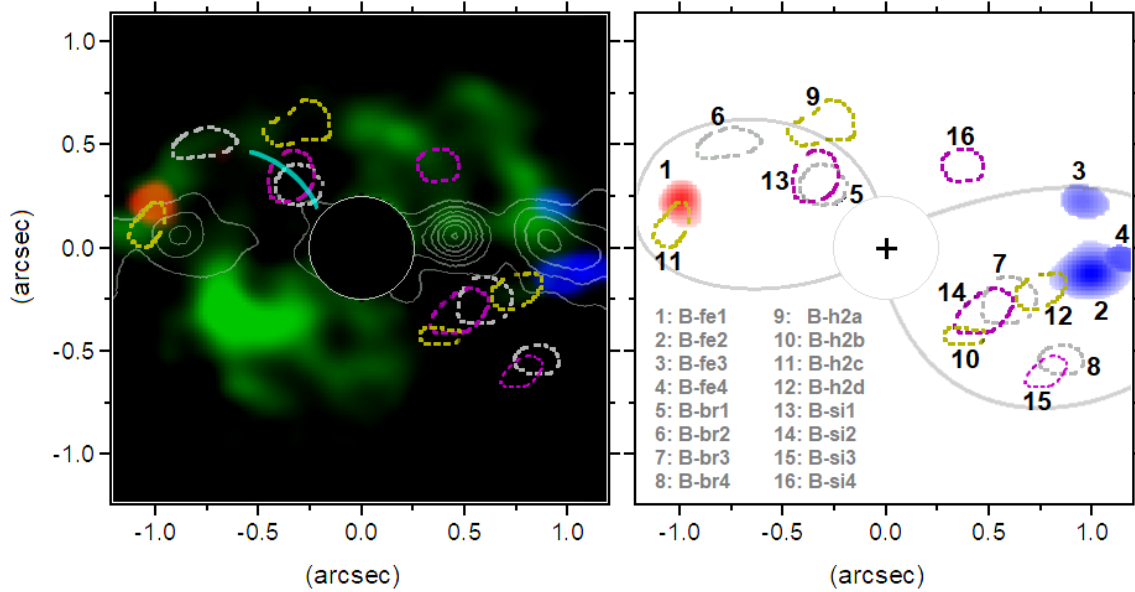 1.0
0.5
0.0
-0.5
-1.0
(arcsec)
-1.0 -0.5 0.0 0.5 1.0
(arcsec)
9
6
16
1
3
13
5
4
11
7
14
12
2
10
8
15
1: B-fe1 9: B-h2a
2: B-fe2 10: B-h2b
3: B-fe3 11: B-h2c
4: B-fe4 12: B-h2d
5: B-br1 13: B-si1
6: B-br2 14: B-si2
7: B-br3 15: B-si3
8: B-br4 16: B-si4
-1.0 -0.5 0.0 0.5 1.0
(arcsec)